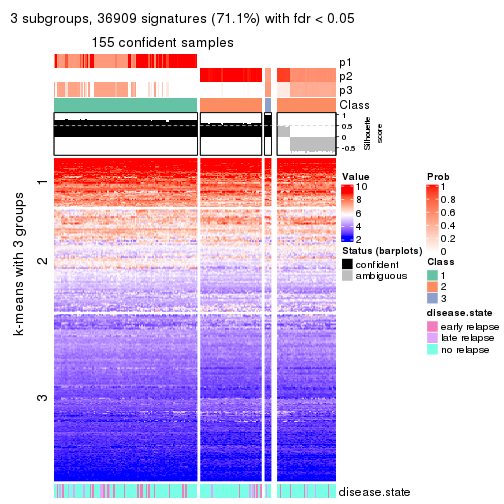 3 subgroups, 36909 signatures (71.1%) with fdr < 0.05
155 confident samples
p1
p2
p3
Class
1
0.5
0
-0.5
Silhouette
score
k-means with 3 groups
1
2
3
disease.state
Value
10
8
6
4
2
Status (barplots)
confident
ambiguous
Prob
1
0.8
0.6
0.4
0.2
0
Class
1
2
3
disease.state
early relapse
late relapse
no relapse